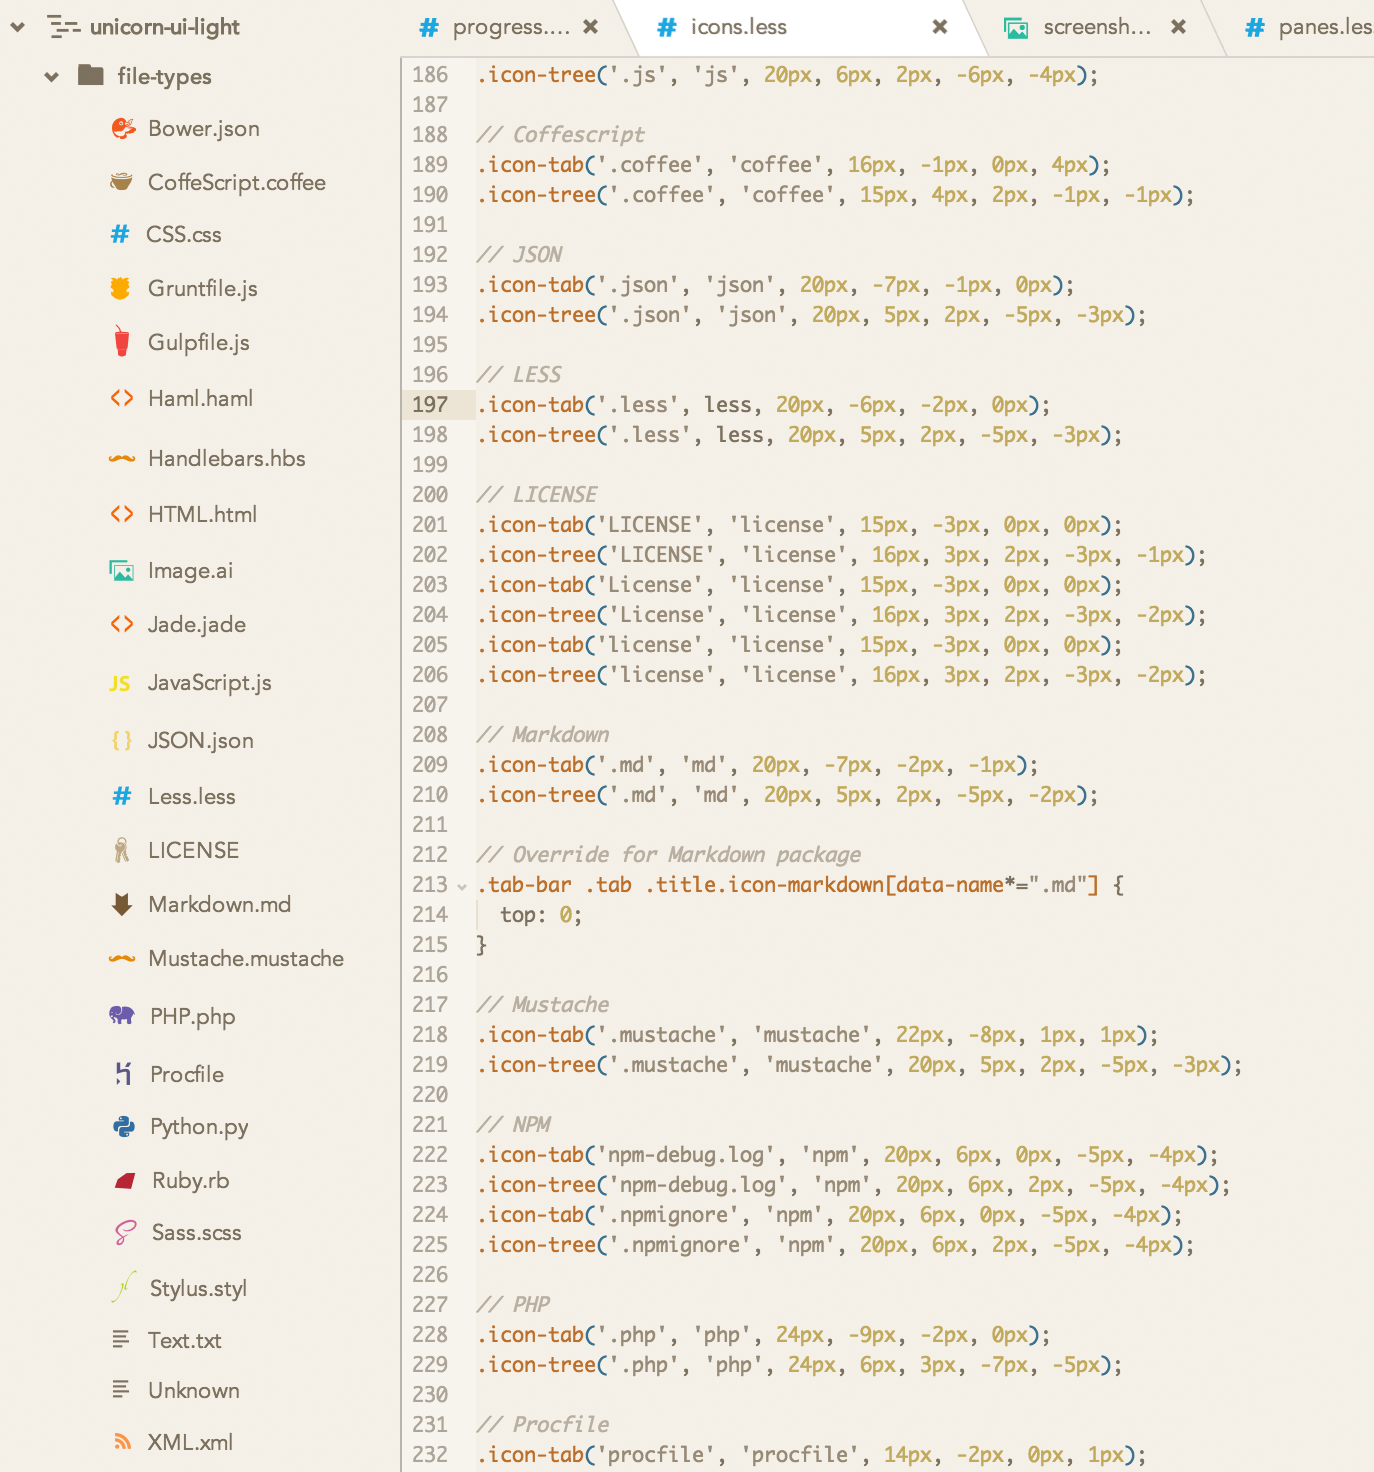 unicorn-ui-light
file-types
Bower.json
CoffeScript.coffee
CSS.css
Gruntfile.js
Gulpfile.js
Haml.haml
Handlebars.hbs
HTML.html
Image.ai
Jade.jade
JS JavaScript.js
{} JSON.json
# Less.less
LICENSE
Markdown.md
Mustache.mustache
PHP.php
Procfile
Python.py
Ruby.rb
Sass.scss
Stylus.styl
Text.txt
Unknown
XML.xml
# progress.... ✖ # icons.less ✖ screensh... ✖ # panes.les
186 .icon-tree('.js', 'js', 20px, 6px, 2px, -6px, -4px);
187
188 // Coffescript
189 .icon-tab('.coffee', 'coffee', 16px, -1px, 0px, 4px);
190 .icon-tree('.coffee', 'coffee', 15px, 4px, 2px, -1px, -1px);
191
192 // JSON
193 .icon-tab('.json', 'json', 20px, -7px, -1px, 0px);
194 .icon-tree('.json', 'json', 20px, 5px, 2px, -5px, -3px);
195
196 // LESS
197 .icon-tab('.less', less, 20px, -6px, -2px, 0px);
198 .icon-tree('.less', less, 20px, 5px, 2px, -5px, -3px);
199
200 // LICENSE
201 .icon-tab('LICENSE', 'license', 15px, -3px, 0px, 0px);
202 .icon-tree('LICENSE', 'license', 16px, 3px, 2px, -3px, -1px);
203 .icon-tab('License', 'license', 15px, -3px, 0px, 0px);
204 .icon-tree('License', 'license', 16px, 3px, 2px, -3px, -2px);
205 .icon-tab('license', 'license', 15px, -3px, 0px, 0px);
206 .icon-tree('license', 'license', 16px, 3px, 2px, -3px, -2px);
207
208 // Markdown
209 .icon-tab('.md', 'md', 20px, -7px, -2px, -1px);
210 .icon-tree('.md', 'md', 20px, 5px, 2px, -5px, -2px);
211
212 // Override for Markdown package
213 .tab-bar .tab .title.icon-markdown[data-name*=".md"] {
214 top: 0;
215 }
216
217 // Mustache
218 .icon-tab('.mustache', 'mustache', 22px, -8px, 1px, 1px);
219 .icon-tree('.mustache', 'mustache', 20px, 5px, 2px, -5px, -3px);
220
221 // NPM
222 .icon-tab('npm-debug.log', 'npm', 20px, 6px, 0px, -5px, -4px);
223 .icon-tree('npm-debug.log', 'npm', 20px, 6px, 2px, -5px, -4px);
224 .icon-tab('.npmignore', 'npm', 20px, 6px, 0px, -5px, -4px);
225 .icon-tree('.npmignore', 'npm', 20px, 6px, 2px, -5px, -4px);
226
227 // PHP
228 .icon-tab('.php', 'php', 24px, -9px, -2px, 0px);
229 .icon-tree('.php', 'php', 24px, 6px, 3px, -7px, -5px);
230
231 // Procfile
232 .icon-tab('procfile', 'procfile', 14px, -2px, 0px, 1px);